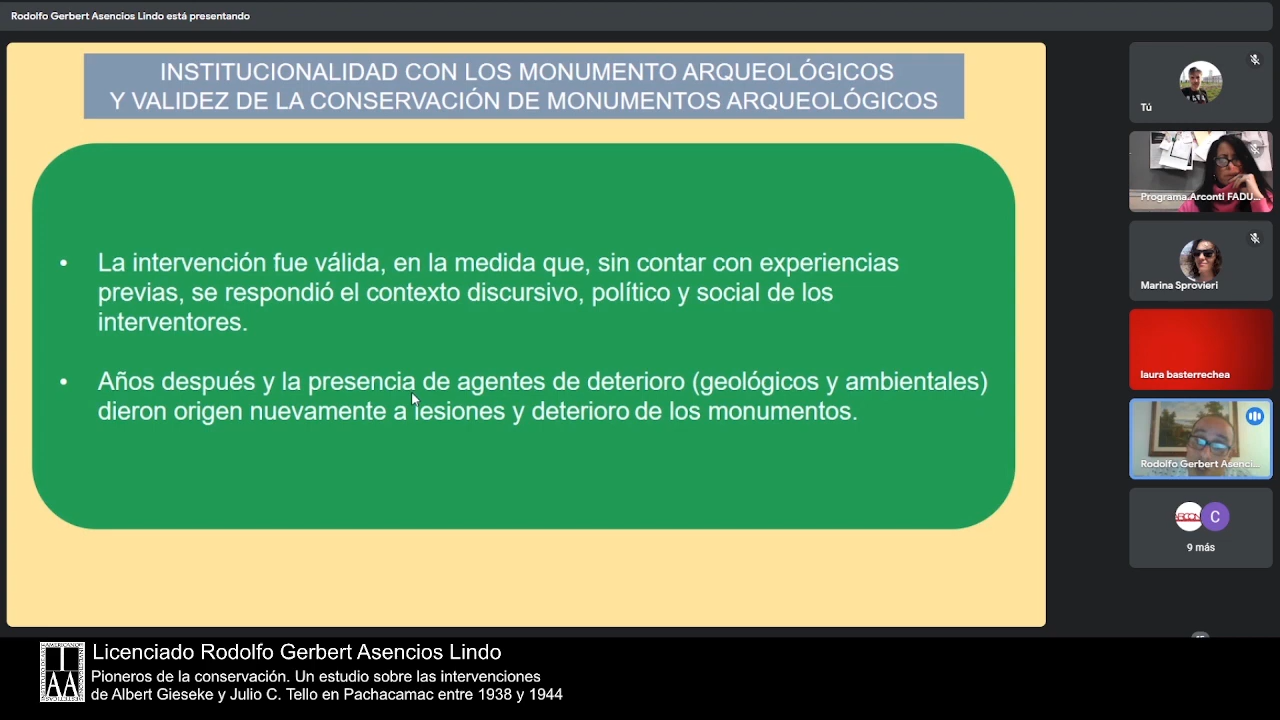 Rodolfo Gerbert Asencios Lindo está presentando
INSTITUCIONALIDAD CON LOS MONUMENTO ARQUEOLÓGICOS
Y VALIDEZ DE LA CONSERVACIÓN DE MONUMENTOS ARQUEOLÓGICOS
• La intervención fue válida, en la medida que, sin contar con experiencias
previas, se respondió el contexto discursivo, político y social de los
interventores.
• Años después y la presencia de agentes de deterioro (geológicos y ambientales)
dieron origen nuevamente a lesiones y deterioro de los monumentos.
Tú
Programa Arconti FADU...
Marina Sprovieri
laura basterrechea
Rodolfo Gerbert Asenci...
C
9 más
IAA
Licenciado Rodolfo Gerbert Asencios Lindo
Pioneros de la conservación. Un estudio sobre las intervenciones
de Albert Gieseke y Julio C. Tello en Pachacamac entre 1938 y 1944